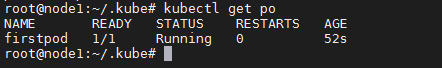 root@node1:~/.kube# kubectl get po
NAME READY STATUS RESTARTS AGE
firstpod 1/1 Running 0 52s
root@node1:~/.kube#